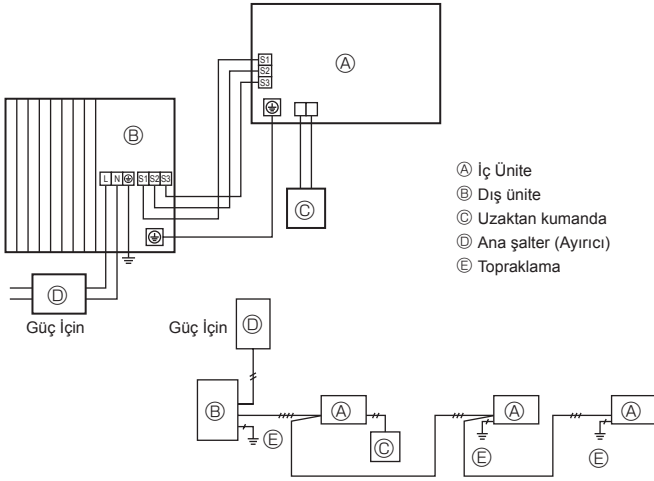 Ⓐ
S1
S2
S3
Ⓑ
L N S1 S2 S3
Ⓒ
Ⓓ
Güç İçin
Ⓐ İç Ünite
Ⓑ Dış ünite
Ⓒ Uzaktan kumanda
Ⓓ Ana şalter (Ayırıcı)
Ⓔ Topraklama
Güç İçin Ⓓ
Ⓑ Ⓔ Ⓐ Ⓒ Ⓔ Ⓐ Ⓔ Ⓐ